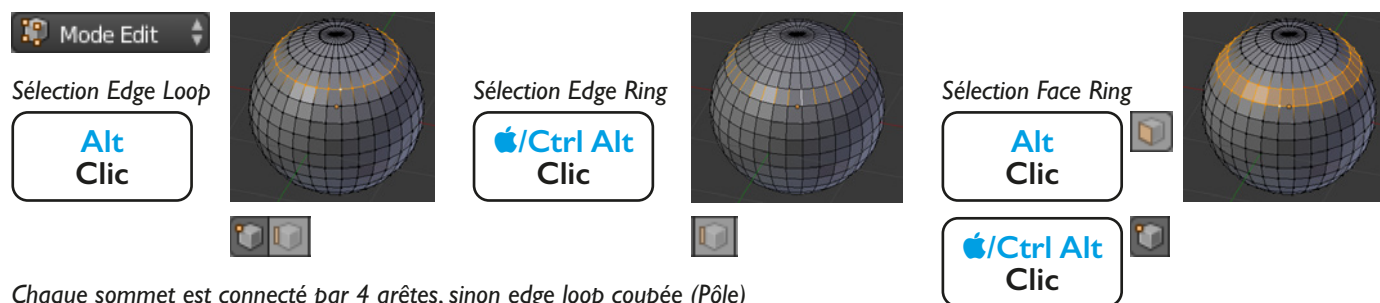 Mode Edit
Sélection Edge Loop
Alt
Clic
Sélection Edge Ring
/Ctrl Alt
Clic
Sélection Face Ring
Alt
Clic
/Ctrl Alt
Clic
Chaque sommet est connecté par 4 arêtes, sinon edge loop coupée (Pôle)